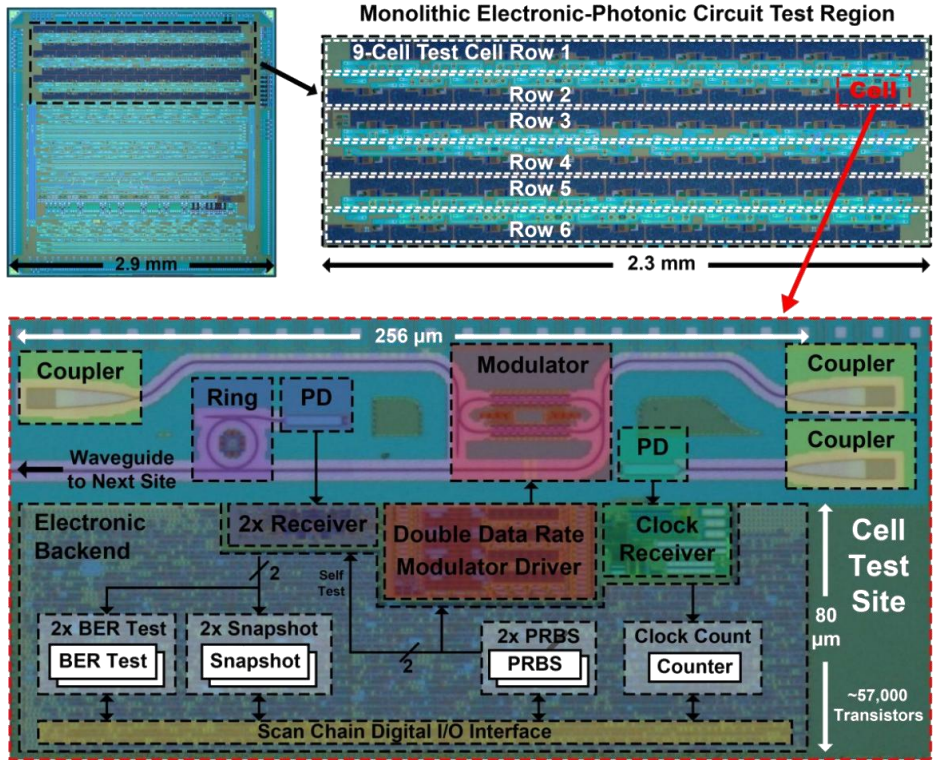 Monolithic Electronic-Photonic Circuit Test Region
9-Cell Test Cell Row 1
Row 2
Cell
Row 3
Row 4
Row 5
Row 6
2.9 mm
2.3 mm
256 µm
Coupler
Ring
PD
Modulator
Coupler
PD
Coupler
Waveguide
to Next Site
Electronic
Backend
2x Receiver
Double Data Rate
Modulator Driver
Clock
Receiver
Cell
Test
Site
2
Self
Test
80
µm
2x BER Test
BER Test
2x Snapshot
Snapshot
2
2x PRBS
PRBS
Clock Count
Counter
~57,000
Transistors
Scan Chain Digital I/O Interface